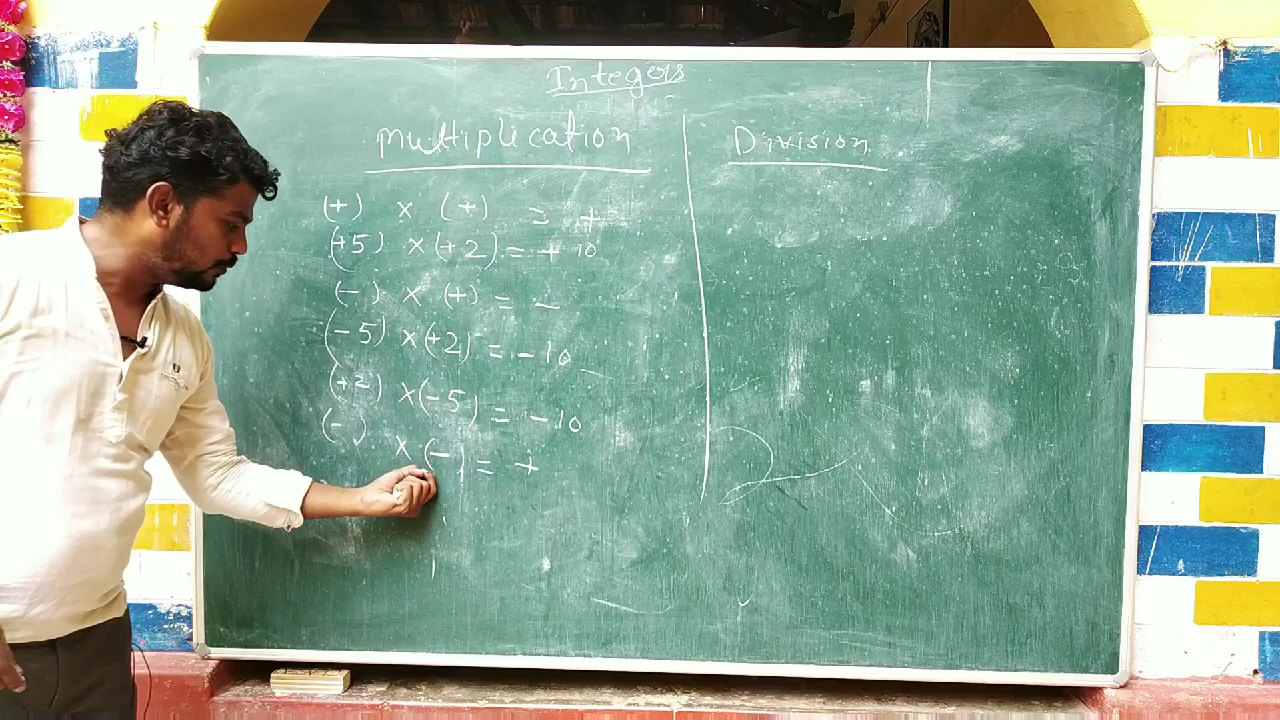 Integers
multiplication
(+) × (+) = +
(+5) × (+2) = + 10
(-) × (+) = -
(-5) × (+2) = -10
(+2) × (-5) = -10
(-) × (-) = +
Division